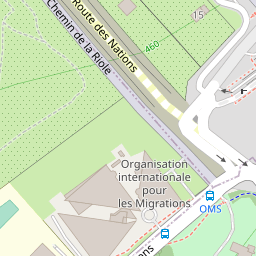 Route des Nations
Chemin de la Riole
15
460
Organisation
internationale
pour
les Migrations
OMS